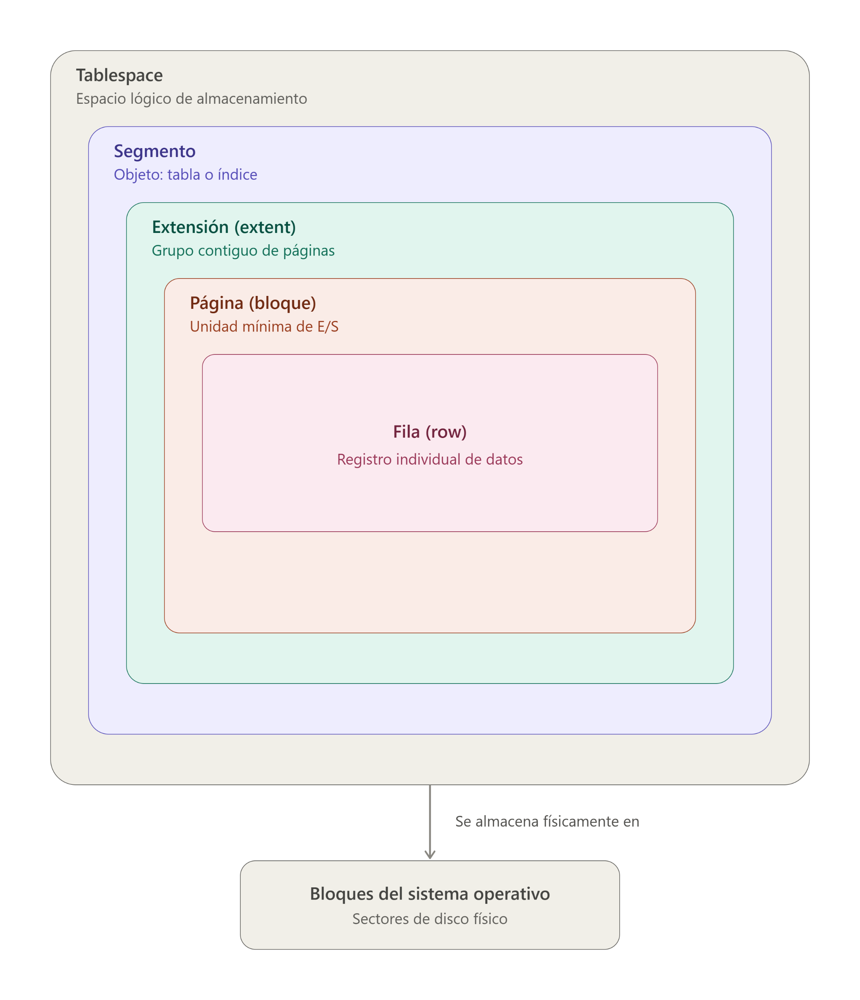 Tablespace
Espacio lógico de almacenamiento
Segmento
Objeto: tabla o índice
Extensión (extent)
Grupo contiguo de páginas
Página (bloque)
Unidad mínima de E/S
Fila (row)
Registro individual de datos
Se almacena físicamente en
Bloques del sistema operativo
Sectores de disco físico